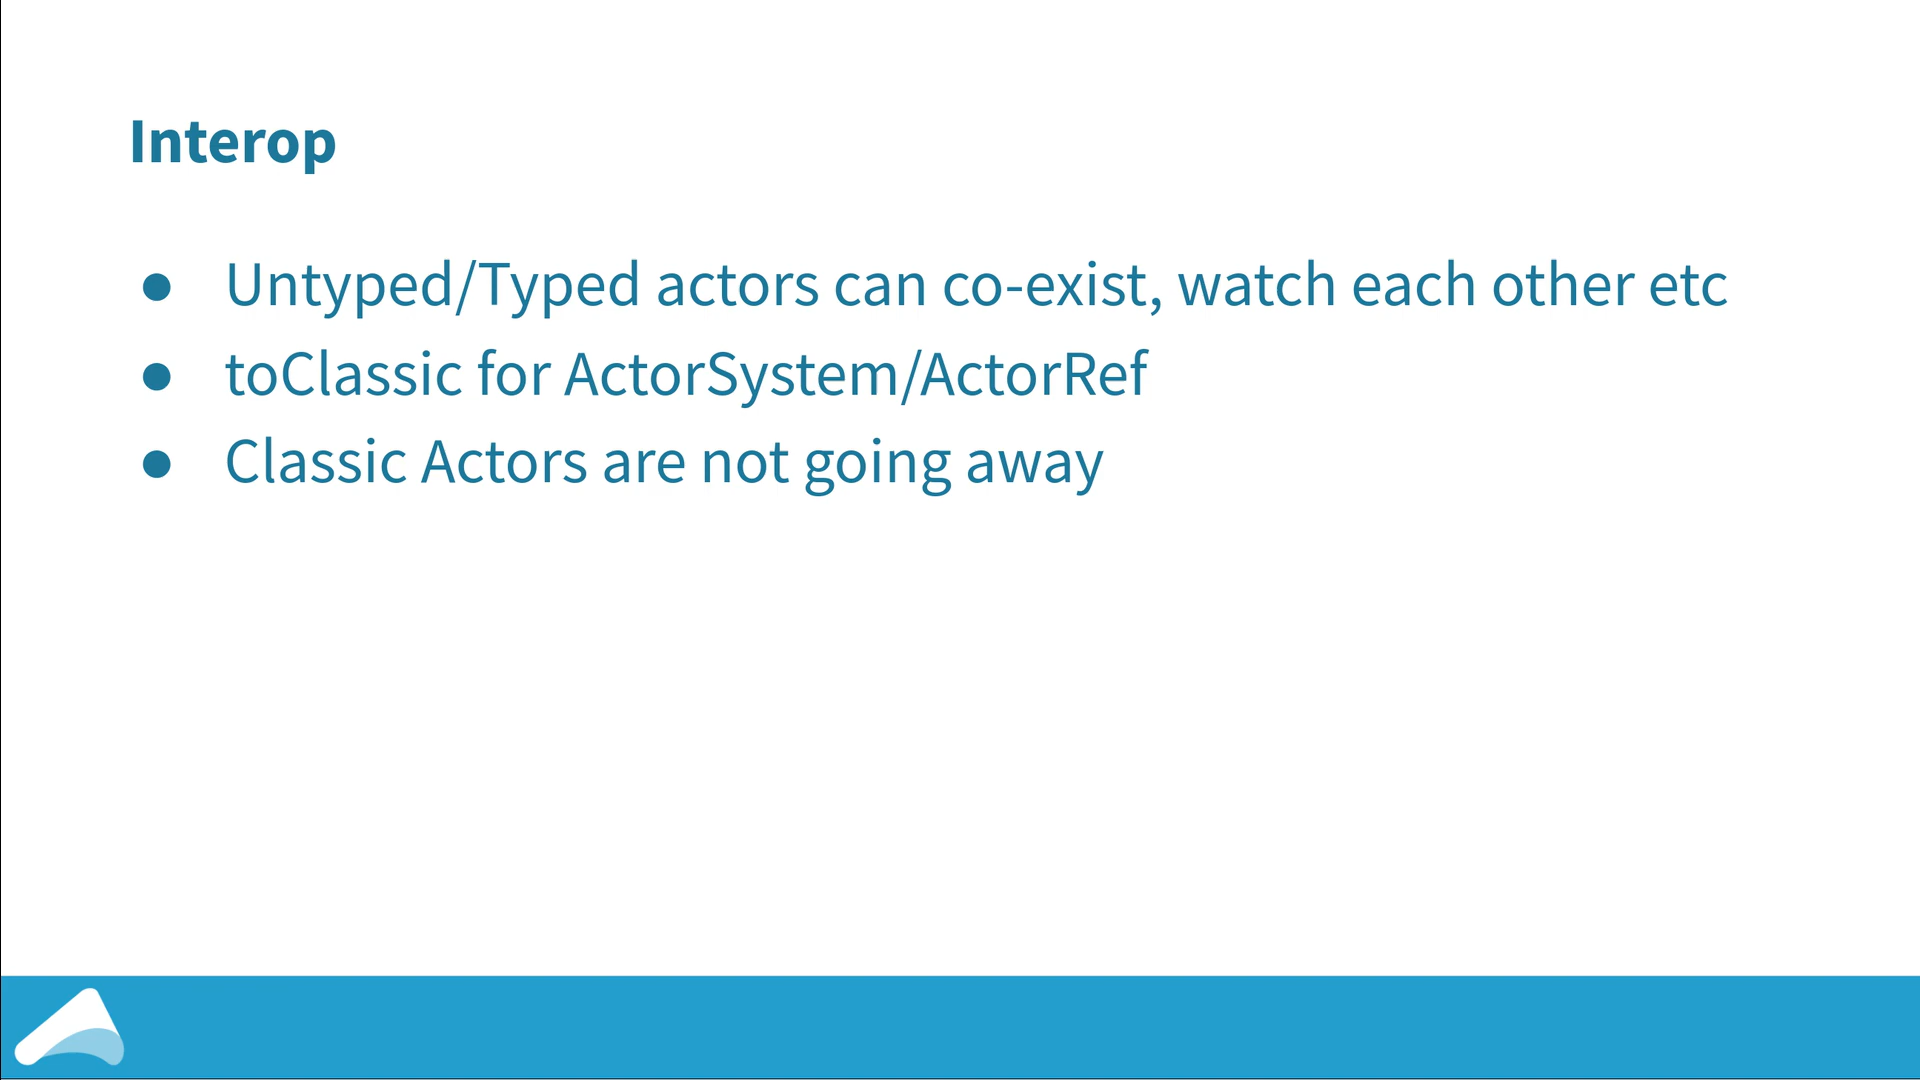 Interop
● Untyped/Typed actors can co-exist, watch each other etc
● toClassic for ActorSystem/ActorRef
● Classic Actors are not going away